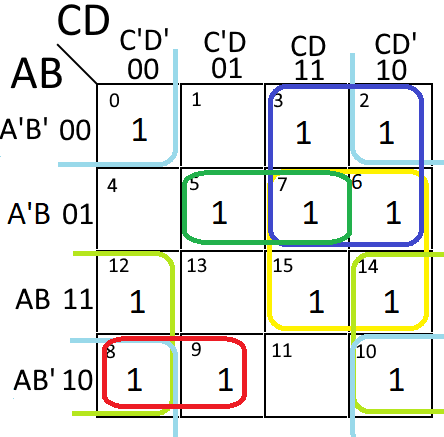 CD
AB
C'D' C'D CD CD'
00 01 11 10
A'B' 00 0 1 1 3 1 2 1
A'B 01 4 5 1 7 1 6 1
AB 11 12 1 13 15 1 14 1
AB' 10 8 1 9 1 11 10 1